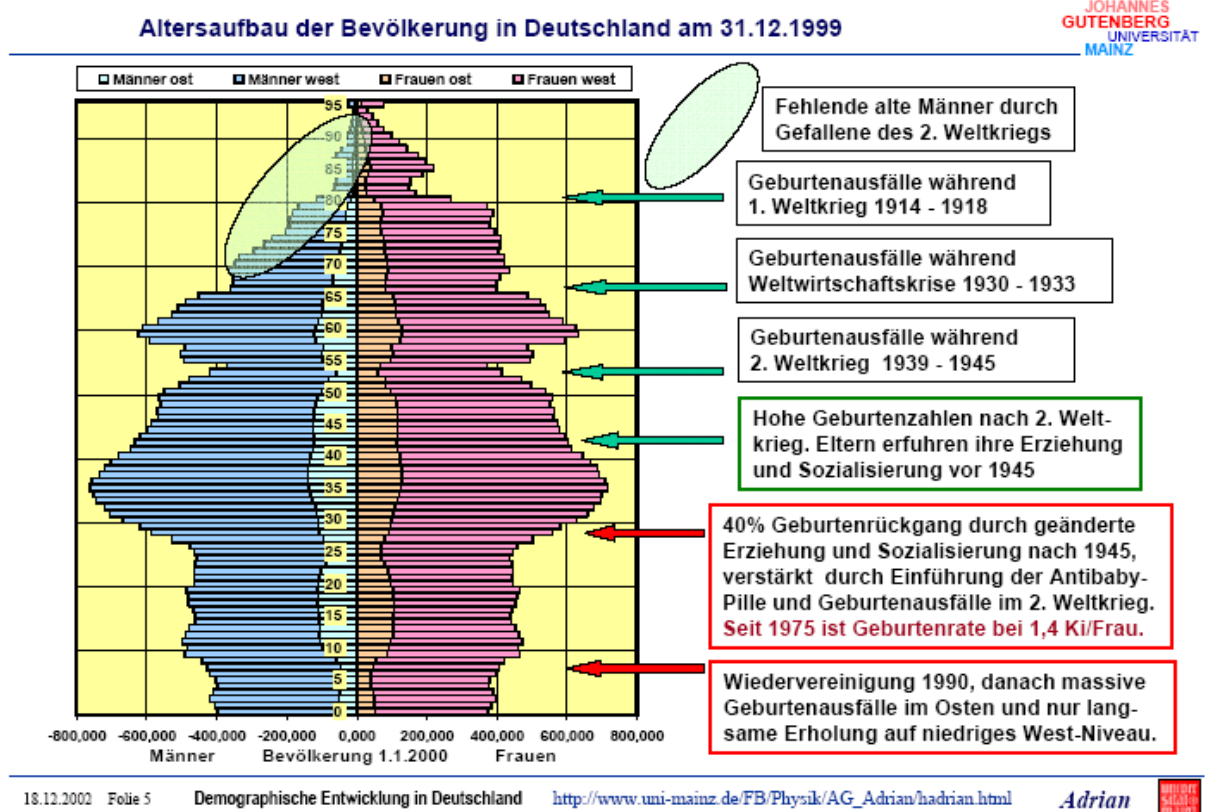 Altersaufbau der Bevölkerung in Deutschland am 31.12.1999
JOHANNES
GUTENBERG
UNIVERSITÄT
MAINZ
Männer ost
Männer west
Frauen ost
Frauen west
95
90
85
80
75
70
65
60
55
50
45
40
35
30
25
20
15
10
5
0
-800,000 -600,000 -400,000 -200,000 0,000 200,000 400,000 600,000 800,000
Männer Bevölkerung 1.1.2000 Frauen
Fehlende alte Männer durch
Gefallene des 2. Weltkriegs
Geburtenausfälle während
1. Weltkrieg 1914 - 1918
Geburtenausfälle während
Weltwirtschaftskrise 1930 - 1933
Geburtenausfälle während
2. Weltkrieg 1939 - 1945
Hohe Geburtenzahlen nach 2. Welt-
krieg. Eltern erfuhren ihre Erziehung
und Sozialisierung vor 1945
40% Geburtenrückgang durch geänderte
Erziehung und Sozialisierung nach 1945,
verstärkt durch Einführung der Antibaby-
Pille und Geburtenausfälle im 2. Weltkrieg.
Seit 1975 ist Geburtenrate bei 1,4 Ki/Frau.
Wiedervereinigung 1990, danach massive
Geburtenausfälle im Osten und nur lang-
same Erholung auf niedriges West-Niveau.
18.12.2002 Folie 5 Demographische Entwicklung in Deutschland http://www.uni-mainz.de/FB/Physik/AG_Adrian/hadrian.html Adrian